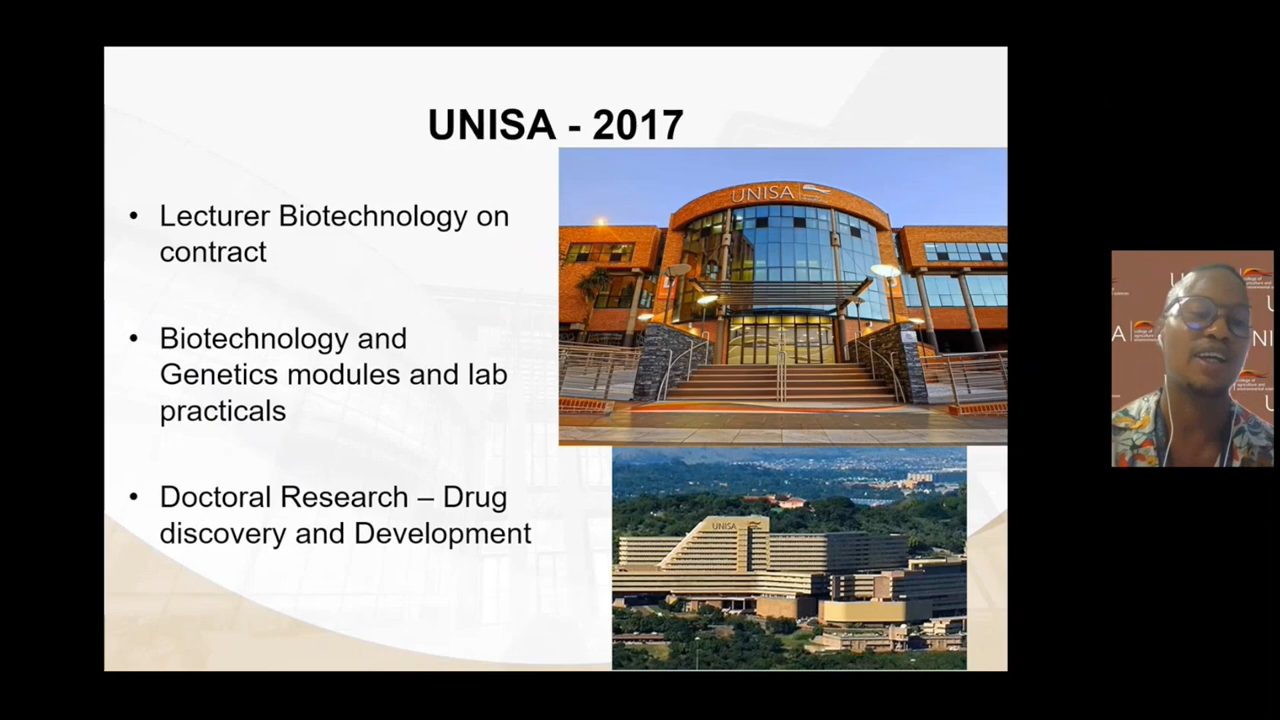 UNISA - 2017
• Lecturer Biotechnology on
contract
• Biotechnology and
Genetics modules and lab
practicals
• Doctoral Research – Drug
discovery and Development
UNISA
UNISA